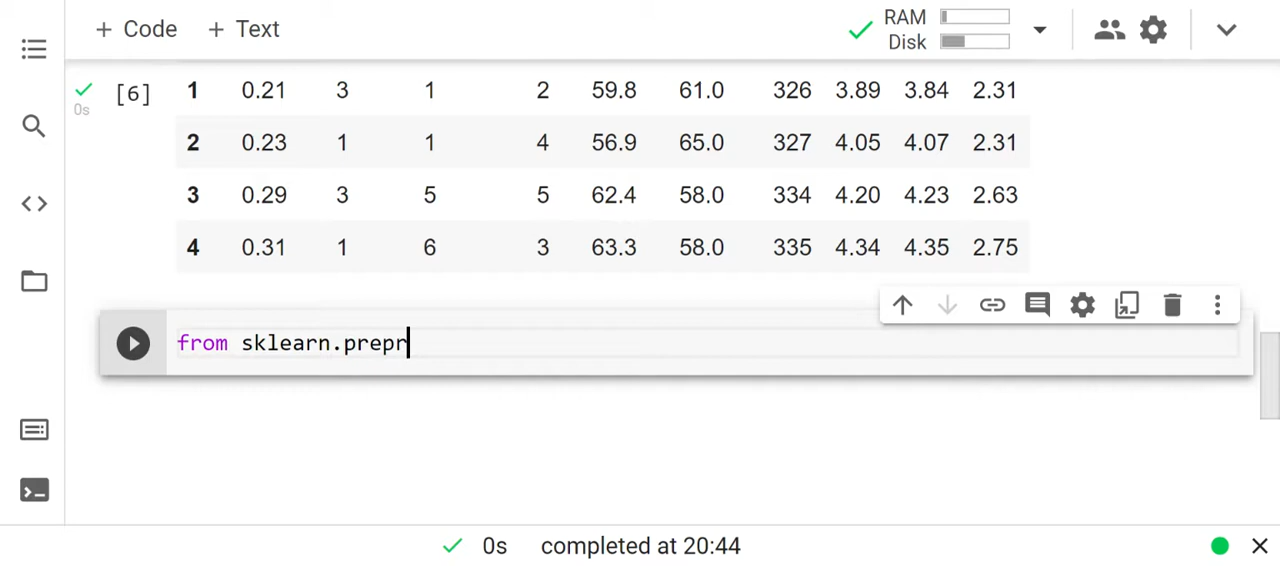 + Code + Text
RAM
Disk
0s
[6]
1 0.21 3 1 2 59.8 61.0 326 3.89 3.84 2.31
2 0.23 1 1 4 56.9 65.0 327 4.05 4.07 2.31
3 0.29 3 5 5 62.4 58.0 334 4.20 4.23 2.63
4 0.31 1 6 3 63.3 58.0 335 4.34 4.35 2.75
from sklearn.prepr
0s completed at 20:44